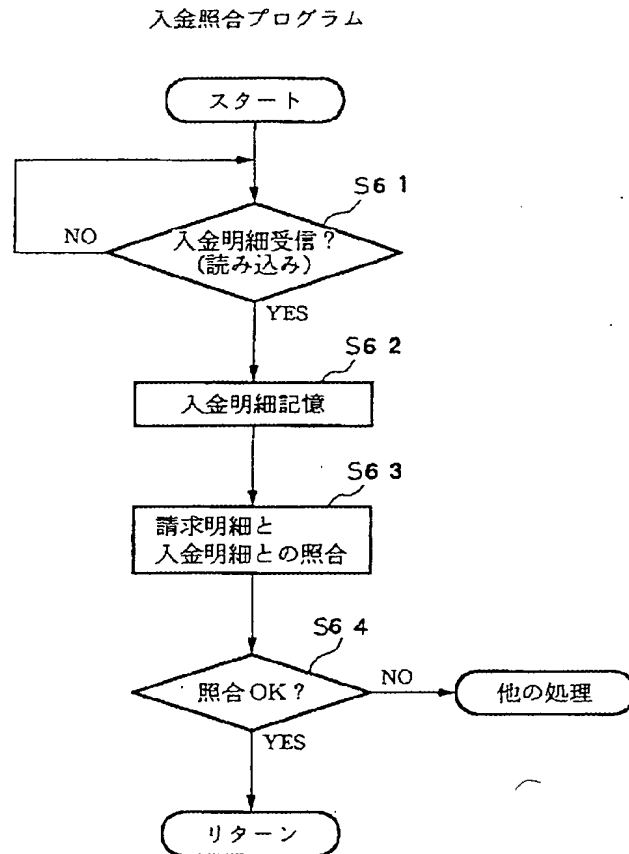 入金照合プログラム
スタート
S61
入金明細受信?
(読み込み)
NO
YES
S62
入金明細記憶
S63
請求明細と
入金明細との照合
S64
照合OK?
NO
他の処理
YES
リターン